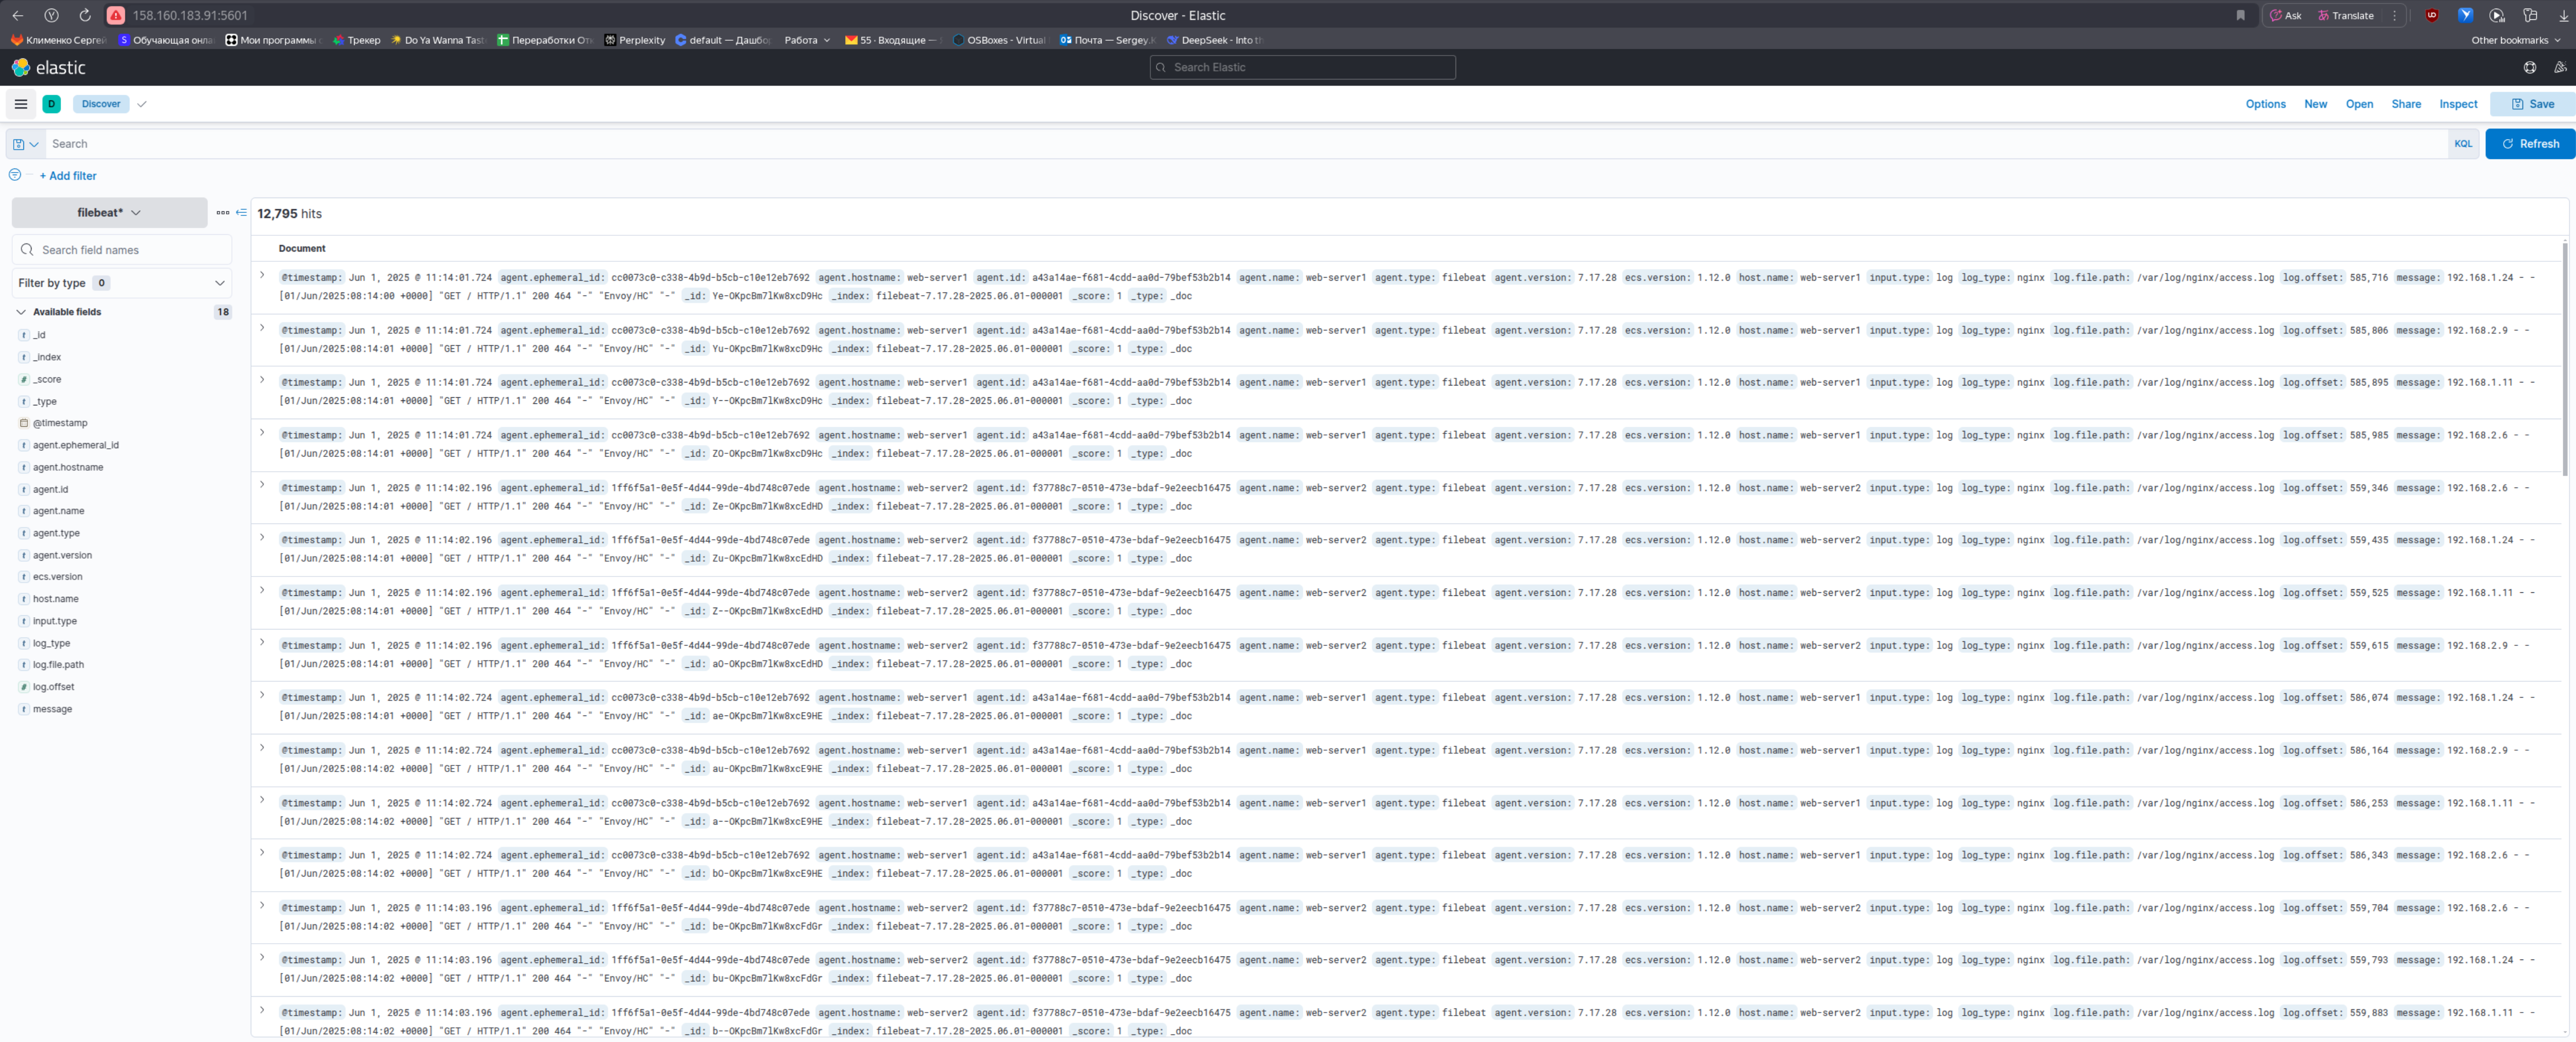 158.160.183.91:5601
Discover - Elastic
Ask Translate
Клименко Сергей Обучающая онла Мои программы Трекер Do Ya Wanna Tast Переработки От Perplexity default — Дашбо Работа 55 · Входящие — OSBoxes - Virtual Почта — Sergey.K DeepSeek - Into th Other bookmarks
elastic
Search Elastic
D Discover Options New Open Share Inspect Save
Search KQL Refresh
+ Add filter
filebeat* 12,795 hits
Search field names
Filter by type 0
Available fields 18
_id
_index
_score
_type
@timestamp
agent.ephemeral_id
agent.hostname
agent.id
agent.name
agent.type
agent.version
ecs.version
host.name
input.type
log_type
log.file.path
log.offset
message
Document
@timestamp: Jun 1, 2025 @ 11:14:01.724 agent.ephemeral_id: cc0073c0-c338-4b9d-b5cb-c10e12eb7692 agent.hostname: web-server1 agent.id: a43a14ae-f681-4cdd-aa0d-79bef53b2b14 agent.name: web-server1 agent.type: filebeat agent.version: 7.17.28 ecs.version: 1.12.0 host.name: web-server1 input.type: log log_type: nginx log.file.path: /var/log/nginx/access.log log.offset: 585,716 message: 192.168.1.24 - -
[01/Jun/2025:08:14:00 +0000] "GET / HTTP/1.1" 200 464 "-" "Envoy/HC" "-" _id: Ye-OKpcBm7lKw8xcD9Hc _index: filebeat-7.17.28-2025.06.01-000001 _score: 1 _type: _doc
@timestamp: Jun 1, 2025 @ 11:14:01.724 agent.ephemeral_id: cc0073c0-c338-4b9d-b5cb-c10e12eb7692 agent.hostname: web-server1 agent.id: a43a14ae-f681-4cdd-aa0d-79bef53b2b14 agent.name: web-server1 agent.type: filebeat agent.version: 7.17.28 ecs.version: 1.12.0 host.name: web-server1 input.type: log log_type: nginx log.file.path: /var/log/nginx/access.log log.offset: 585,806 message: 192.168.2.9 - -
[01/Jun/2025:08:14:01 +0000] "GET / HTTP/1.1" 200 464 "-" "Envoy/HC" "-" _id: Yu-OKpcBm7lKw8xcD9Hc _index: filebeat-7.17.28-2025.06.01-000001 _score: 1 _type: _doc
@timestamp: Jun 1, 2025 @ 11:14:01.724 agent.ephemeral_id: cc0073c0-c338-4b9d-b5cb-c10e12eb7692 agent.hostname: web-server1 agent.id: a43a14ae-f681-4cdd-aa0d-79bef53b2b14 agent.name: web-server1 agent.type: filebeat agent.version: 7.17.28 ecs.version: 1.12.0 host.name: web-server1 input.type: log log_type: nginx log.file.path: /var/log/nginx/access.log log.offset: 585,895 message: 192.168.1.11 - -
[01/Jun/2025:08:14:01 +0000] "GET / HTTP/1.1" 200 464 "-" "Envoy/HC" "-" _id: Y--OKpcBm7lKw8xcD9Hc _index: filebeat-7.17.28-2025.06.01-000001 _score: 1 _type: _doc
@timestamp: Jun 1, 2025 @ 11:14:01.724 agent.ephemeral_id: cc0073c0-c338-4b9d-b5cb-c10e12eb7692 agent.hostname: web-server1 agent.id: a43a14ae-f681-4cdd-aa0d-79bef53b2b14 agent.name: web-server1 agent.type: filebeat agent.version: 7.17.28 ecs.version: 1.12.0 host.name: web-server1 input.type: log log_type: nginx log.file.path: /var/log/nginx/access.log log.offset: 585,985 message: 192.168.2.6 - -
[01/Jun/2025:08:14:01 +0000] "GET / HTTP/1.1" 200 464 "-" "Envoy/HC" "-" _id: ZO-OKpcBm7lKw8xcD9Hc _index: filebeat-7.17.28-2025.06.01-000001 _score: 1 _type: _doc
@timestamp: Jun 1, 2025 @ 11:14:02.196 agent.ephemeral_id: 1ff6f5a1-0e5f-4d44-99de-4bd748c07ede agent.hostname: web-server2 agent.id: f37788c7-0510-473e-bdaf-9e2eecb16475 agent.name: web-server2 agent.type: filebeat agent.version: 7.17.28 ecs.version: 1.12.0 host.name: web-server2 input.type: log log_type: nginx log.file.path: /var/log/nginx/access.log log.offset: 559,346 message: 192.168.2.6 - -
[01/Jun/2025:08:14:01 +0000] "GET / HTTP/1.1" 200 464 "-" "Envoy/HC" "-" _id: Ze-OKpcBm7lKw8xcEdHD _index: filebeat-7.17.28-2025.06.01-000001 _score: 1 _type: _doc
@timestamp: Jun 1, 2025 @ 11:14:02.196 agent.ephemeral_id: 1ff6f5a1-0e5f-4d44-99de-4bd748c07ede agent.hostname: web-server2 agent.id: f37788c7-0510-473e-bdaf-9e2eecb16475 agent.name: web-server2 agent.type: filebeat agent.version: 7.17.28 ecs.version: 1.12.0 host.name: web-server2 input.type: log log_type: nginx log.file.path: /var/log/nginx/access.log log.offset: 559,435 message: 192.168.1.24 - -
[01/Jun/2025:08:14:01 +0000] "GET / HTTP/1.1" 200 464 "-" "Envoy/HC" "-" _id: Zu-OKpcBm7lKw8xcEdHD _index: filebeat-7.17.28-2025.06.01-000001 _score: 1 _type: _doc
@timestamp: Jun 1, 2025 @ 11:14:02.196 agent.ephemeral_id: 1ff6f5a1-0e5f-4d44-99de-4bd748c07ede agent.hostname: web-server2 agent.id: f37788c7-0510-473e-bdaf-9e2eecb16475 agent.name: web-server2 agent.type: filebeat agent.version: 7.17.28 ecs.version: 1.12.0 host.name: web-server2 input.type: log log_type: nginx log.file.path: /var/log/nginx/access.log log.offset: 559,525 message: 192.168.1.11 - -
[01/Jun/2025:08:14:01 +0000] "GET / HTTP/1.1" 200 464 "-" "Envoy/HC" "-" _id: Z--OKpcBm7lKw8xcEdHD _index: filebeat-7.17.28-2025.06.01-000001 _score: 1 _type: _doc
@timestamp: Jun 1, 2025 @ 11:14:02.196 agent.ephemeral_id: 1ff6f5a1-0e5f-4d44-99de-4bd748c07ede agent.hostname: web-server2 agent.id: f37788c7-0510-473e-bdaf-9e2eecb16475 agent.name: web-server2 agent.type: filebeat agent.version: 7.17.28 ecs.version: 1.12.0 host.name: web-server2 input.type: log log_type: nginx log.file.path: /var/log/nginx/access.log log.offset: 559,615 message: 192.168.2.9 - -
[01/Jun/2025:08:14:01 +0000] "GET / HTTP/1.1" 200 464 "-" "Envoy/HC" "-" _id: aO-OKpcBm7lKw8xcEdHD _index: filebeat-7.17.28-2025.06.01-000001 _score: 1 _type: _doc
@timestamp: Jun 1, 2025 @ 11:14:02.724 agent.ephemeral_id: cc0073c0-c338-4b9d-b5cb-c10e12eb7692 agent.hostname: web-server1 agent.id: a43a14ae-f681-4cdd-aa0d-79bef53b2b14 agent.name: web-server1 agent.type: filebeat agent.version: 7.17.28 ecs.version: 1.12.0 host.name: web-server1 input.type: log log_type: nginx log.file.path: /var/log/nginx/access.log log.offset: 586,074 message: 192.168.1.24 - -
[01/Jun/2025:08:14:01 +0000] "GET / HTTP/1.1" 200 464 "-" "Envoy/HC" "-" _id: ae-OKpcBm7lKw8xcE9HE _index: filebeat-7.17.28-2025.06.01-000001 _score: 1 _type: _doc
@timestamp: Jun 1, 2025 @ 11:14:02.724 agent.ephemeral_id: cc0073c0-c338-4b9d-b5cb-c10e12eb7692 agent.hostname: web-server1 agent.id: a43a14ae-f681-4cdd-aa0d-79bef53b2b14 agent.name: web-server1 agent.type: filebeat agent.version: 7.17.28 ecs.version: 1.12.0 host.name: web-server1 input.type: log log_type: nginx log.file.path: /var/log/nginx/access.log log.offset: 586,164 message: 192.168.2.9 - -
[01/Jun/2025:08:14:02 +0000] "GET / HTTP/1.1" 200 464 "-" "Envoy/HC" "-" _id: au-OKpcBm7lKw8xcE9HE _index: filebeat-7.17.28-2025.06.01-000001 _score: 1 _type: _doc
@timestamp: Jun 1, 2025 @ 11:14:02.724 agent.ephemeral_id: cc0073c0-c338-4b9d-b5cb-c10e12eb7692 agent.hostname: web-server1 agent.id: a43a14ae-f681-4cdd-aa0d-79bef53b2b14 agent.name: web-server1 agent.type: filebeat agent.version: 7.17.28 ecs.version: 1.12.0 host.name: web-server1 input.type: log log_type: nginx log.file.path: /var/log/nginx/access.log log.offset: 586,253 message: 192.168.1.11 - -
[01/Jun/2025:08:14:02 +0000] "GET / HTTP/1.1" 200 464 "-" "Envoy/HC" "-" _id: a--OKpcBm7lKw8xcE9HE _index: filebeat-7.17.28-2025.06.01-000001 _score: 1 _type: _doc
@timestamp: Jun 1, 2025 @ 11:14:02.724 agent.ephemeral_id: cc0073c0-c338-4b9d-b5cb-c10e12eb7692 agent.hostname: web-server1 agent.id: a43a14ae-f681-4cdd-aa0d-79bef53b2b14 agent.name: web-server1 agent.type: filebeat agent.version: 7.17.28 ecs.version: 1.12.0 host.name: web-server1 input.type: log log_type: nginx log.file.path: /var/log/nginx/access.log log.offset: 586,343 message: 192.168.2.6 - -
[01/Jun/2025:08:14:02 +0000] "GET / HTTP/1.1" 200 464 "-" "Envoy/HC" "-" _id: bO-OKpcBm7lKw8xcE9HE _index: filebeat-7.17.28-2025.06.01-000001 _score: 1 _type: _doc
@timestamp: Jun 1, 2025 @ 11:14:03.196 agent.ephemeral_id: 1ff6f5a1-0e5f-4d44-99de-4bd748c07ede agent.hostname: web-server2 agent.id: f37788c7-0510-473e-bdaf-9e2eecb16475 agent.name: web-server2 agent.type: filebeat agent.version: 7.17.28 ecs.version: 1.12.0 host.name: web-server2 input.type: log log_type: nginx log.file.path: /var/log/nginx/access.log log.offset: 559,704 message: 192.168.2.6 - -
[01/Jun/2025:08:14:02 +0000] "GET / HTTP/1.1" 200 464 "-" "Envoy/HC" "-" _id: be-OKpcBm7lKw8xcFdGr _index: filebeat-7.17.28-2025.06.01-000001 _score: 1 _type: _doc
@timestamp: Jun 1, 2025 @ 11:14:03.196 agent.ephemeral_id: 1ff6f5a1-0e5f-4d44-99de-4bd748c07ede agent.hostname: web-server2 agent.id: f37788c7-0510-473e-bdaf-9e2eecb16475 agent.name: web-server2 agent.type: filebeat agent.version: 7.17.28 ecs.version: 1.12.0 host.name: web-server2 input.type: log log_type: nginx log.file.path: /var/log/nginx/access.log log.offset: 559,793 message: 192.168.1.24 - -
[01/Jun/2025:08:14:02 +0000] "GET / HTTP/1.1" 200 464 "-" "Envoy/HC" "-" _id: bu-OKpcBm7lKw8xcFdGr _index: filebeat-7.17.28-2025.06.01-000001 _score: 1 _type: _doc
@timestamp: Jun 1, 2025 @ 11:14:03.196 agent.ephemeral_id: 1ff6f5a1-0e5f-4d44-99de-4bd748c07ede agent.hostname: web-server2 agent.id: f37788c7-0510-473e-bdaf-9e2eecb16475 agent.name: web-server2 agent.type: filebeat agent.version: 7.17.28 ecs.version: 1.12.0 host.name: web-server2 input.type: log log_type: nginx log.file.path: /var/log/nginx/access.log log.offset: 559,883 message: 192.168.1.11 - -
[01/Jun/2025:08:14:02 +0000] "GET / HTTP/1.1" 200 464 "-" "Envoy/HC" "-" _id: b--OKpcBm7lKw8xcFdGr _index: filebeat-7.17.28-2025.06.01-000001 _score: 1 _type: _doc